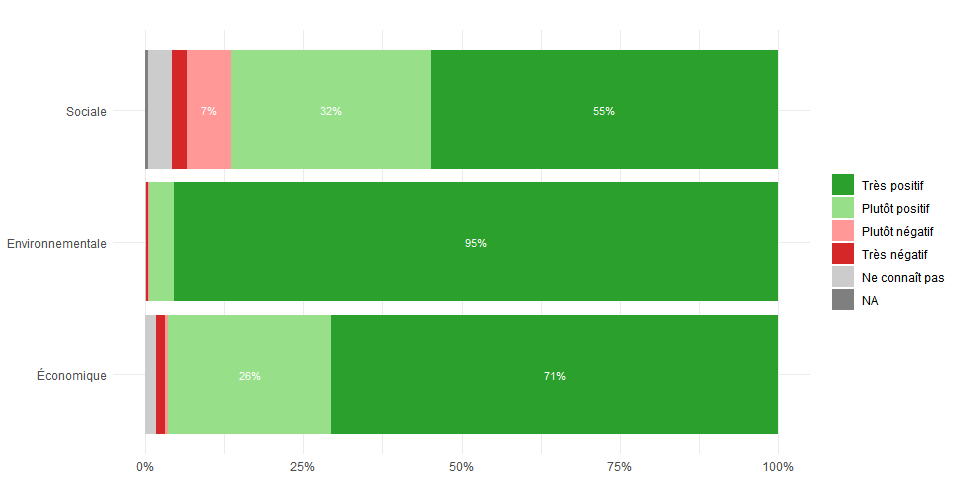 Sociale
7%
32%
55%
Environnementale
95%
Économique
26%
71%
0%
25%
50%
75%
100%
Très positif
Plutôt positif
Plutôt négatif
Très négatif
Ne connaît pas
NA